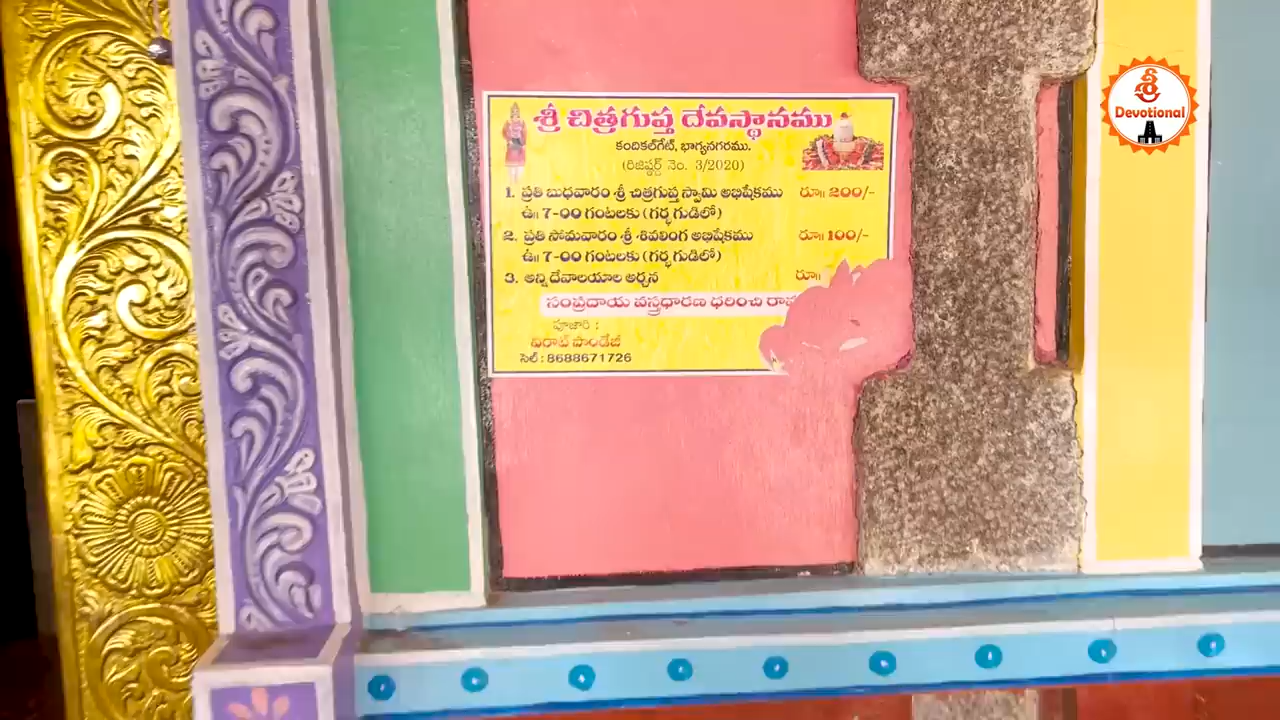 శ్రీ చిత్రగుప్త దేవస్థానము
కందికల్‌గేట్, భాగ్యనగరము.
(రిజిష్టర్డ్ నెం. 3/2020)
1. ప్రతి బుధవారం శ్రీ చిత్రగుప్త స్వామి అభిషేకము రూ॥ 200/-
ఉ॥ 7-00 గంటలకు (గర్భగుడిలో)
2. ప్రతి సోమవారం శ్రీ శివలింగ అభిషేకము రూ॥ 100/-
ఉ॥ 7-00 గంటలకు (గర్భగుడిలో)
3. అన్ని దేవాలయాల అర్చన రూ॥
సంప్రదాయ వస్త్రధారణ ధరించి
పూజారి :
విరాట్ పాండేజీ
సెల్ : 8688671726
శ్రీ
Devotional